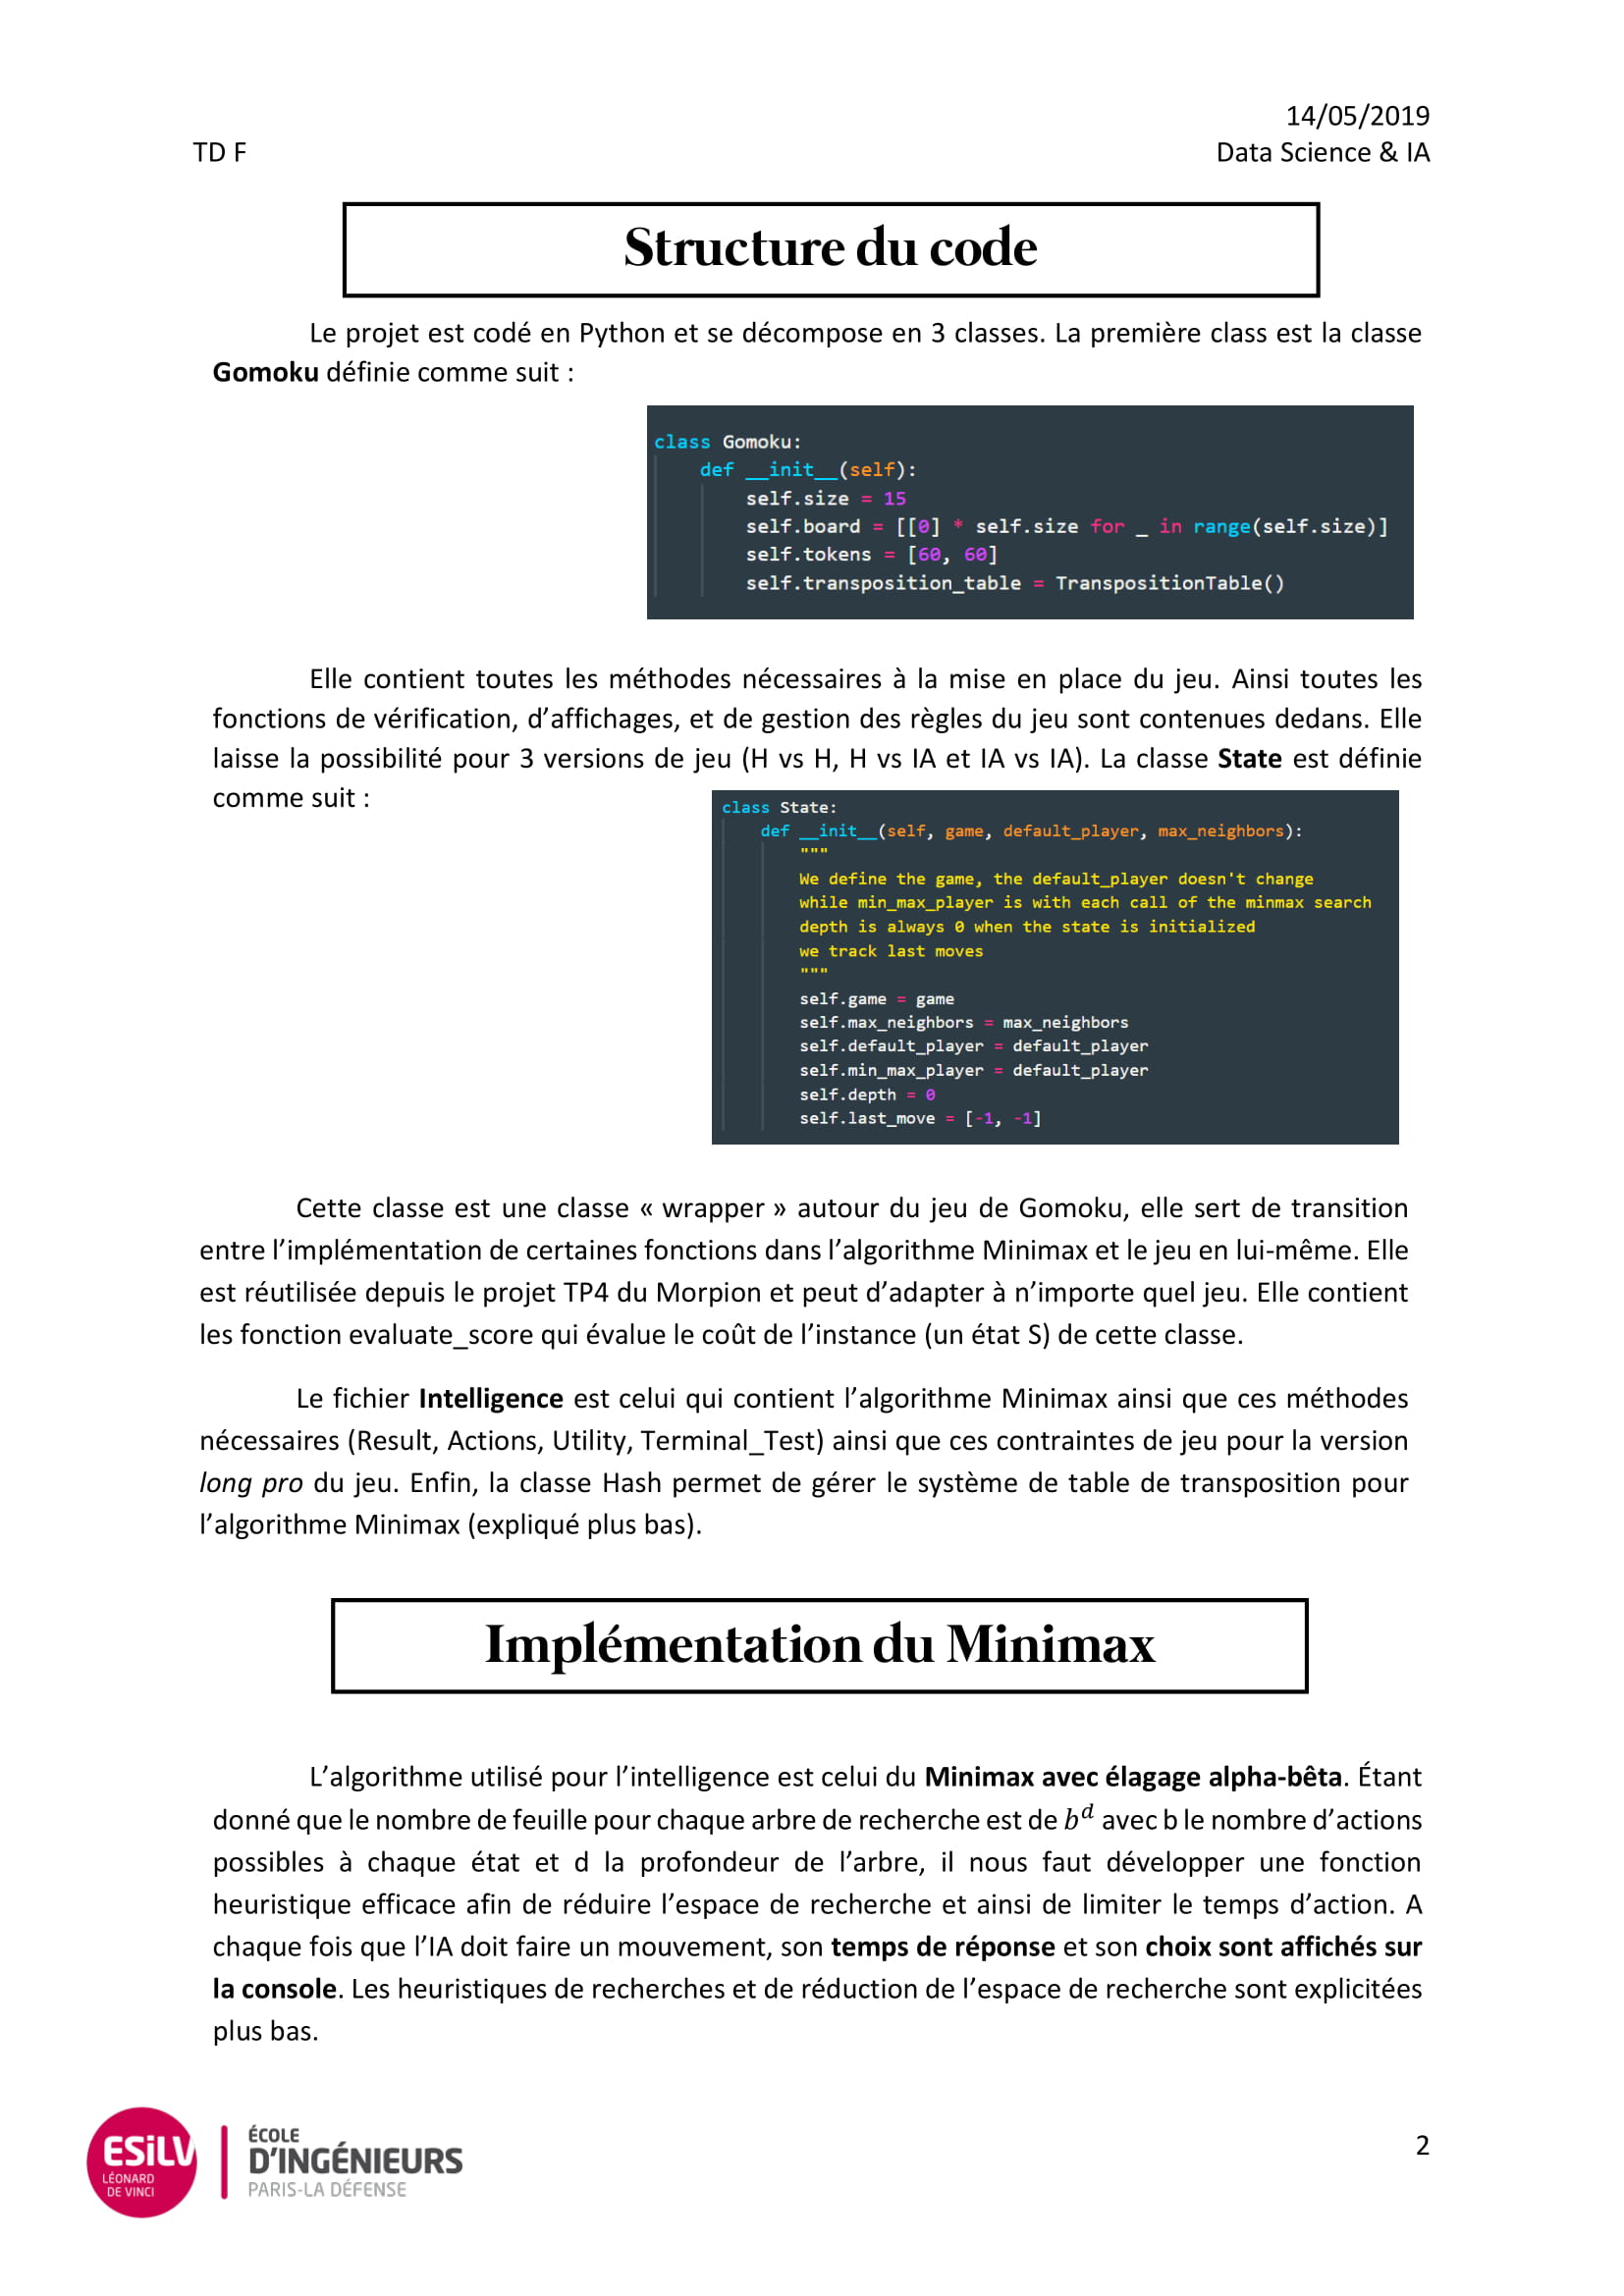 14/05/2019
TD F
Data Science & IA
Structure du code
Le projet est codé en Python et se décompose en 3 classes. La première class est la classe
Gomoku définie comme suit :
class Gomoku:
def __init__(self):
self.size = 15
self.board = [[0] * self.size for _ in range(self.size)]
self.tokens = [60, 60]
self.transposition_table = TranspositionTable()
Elle contient toutes les méthodes nécessaires à la mise en place du jeu. Ainsi toutes les
fonctions de vérification, d’affichages, et de gestion des règles du jeu sont contenues dedans. Elle
laisse la possibilité pour 3 versions de jeu (H vs H, H vs IA et IA vs IA). La classe State est définie
comme suit :
class State:
def __init__(self, game, default_player, max_neighbors):
"""
We define the game, the default_player doesn't change
while min_max_player is with each call of the minmax search
depth is always 0 when the state is initialized
we track last moves
"""
self.game = game
self.max_neighbors = max_neighbors
self.default_player = default_player
self.min_max_player = default_player
self.depth = 0
self.last_move = [-1, -1]
Cette classe est une classe « wrapper » autour du jeu de Gomoku, elle sert de transition
entre l’implémentation de certaines fonctions dans l’algorithme Minimax et le jeu en lui-même. Elle
est réutilisée depuis le projet TP4 du Morpion et peut d’adapter à n’importe quel jeu. Elle contient
les fonction evaluate_score qui évalue le coût de l’instance (un état S) de cette classe.
Le fichier Intelligence est celui qui contient l’algorithme Minimax ainsi que ces méthodes
nécessaires (Result, Actions, Utility, Terminal_Test) ainsi que ces contraintes de jeu pour la version
long pro du jeu. Enfin, la classe Hash permet de gérer le système de table de transposition pour
l’algorithme Minimax (expliqué plus bas).
Implémentation du Minimax
L’algorithme utilisé pour l’intelligence est celui du Minimax avec élagage alpha-bêta. Étant
donné que le nombre de feuille pour chaque arbre de recherche est de b^d avec b le nombre d’actions
possibles à chaque état et d la profondeur de l’arbre, il nous faut développer une fonction
heuristique efficace afin de réduire l’espace de recherche et ainsi de limiter le temps d’action. A
chaque fois que l’IA doit faire un mouvement, son temps de réponse et son choix sont affichés sur
la console. Les heuristiques de recherches et de réduction de l’espace de recherche sont explicitées
plus bas.
ESiLV
LÉONARD
DE VINCI
ÉCOLE
D'INGÉNIEURS
PARIS-LA DÉFENSE
2